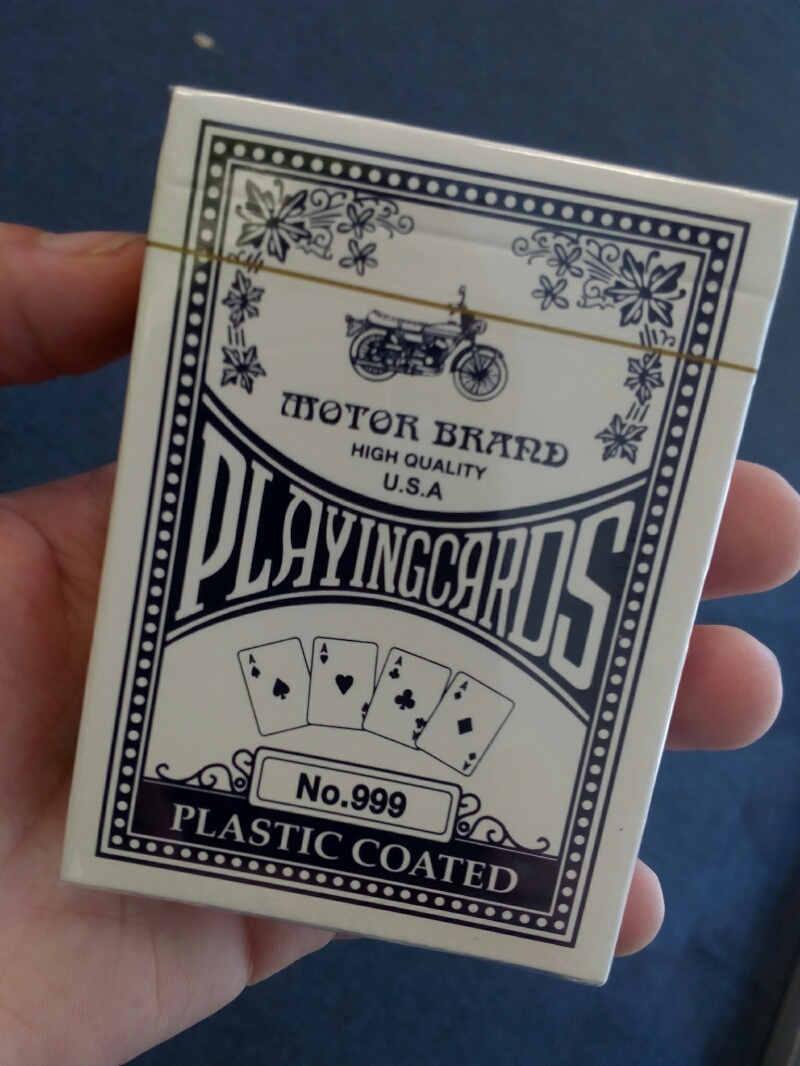 MOTOR BRAND
HIGH QUALITY
U.S.A
PLAYINGCARDS
A A A A
A
No.999
PLASTIC COATED